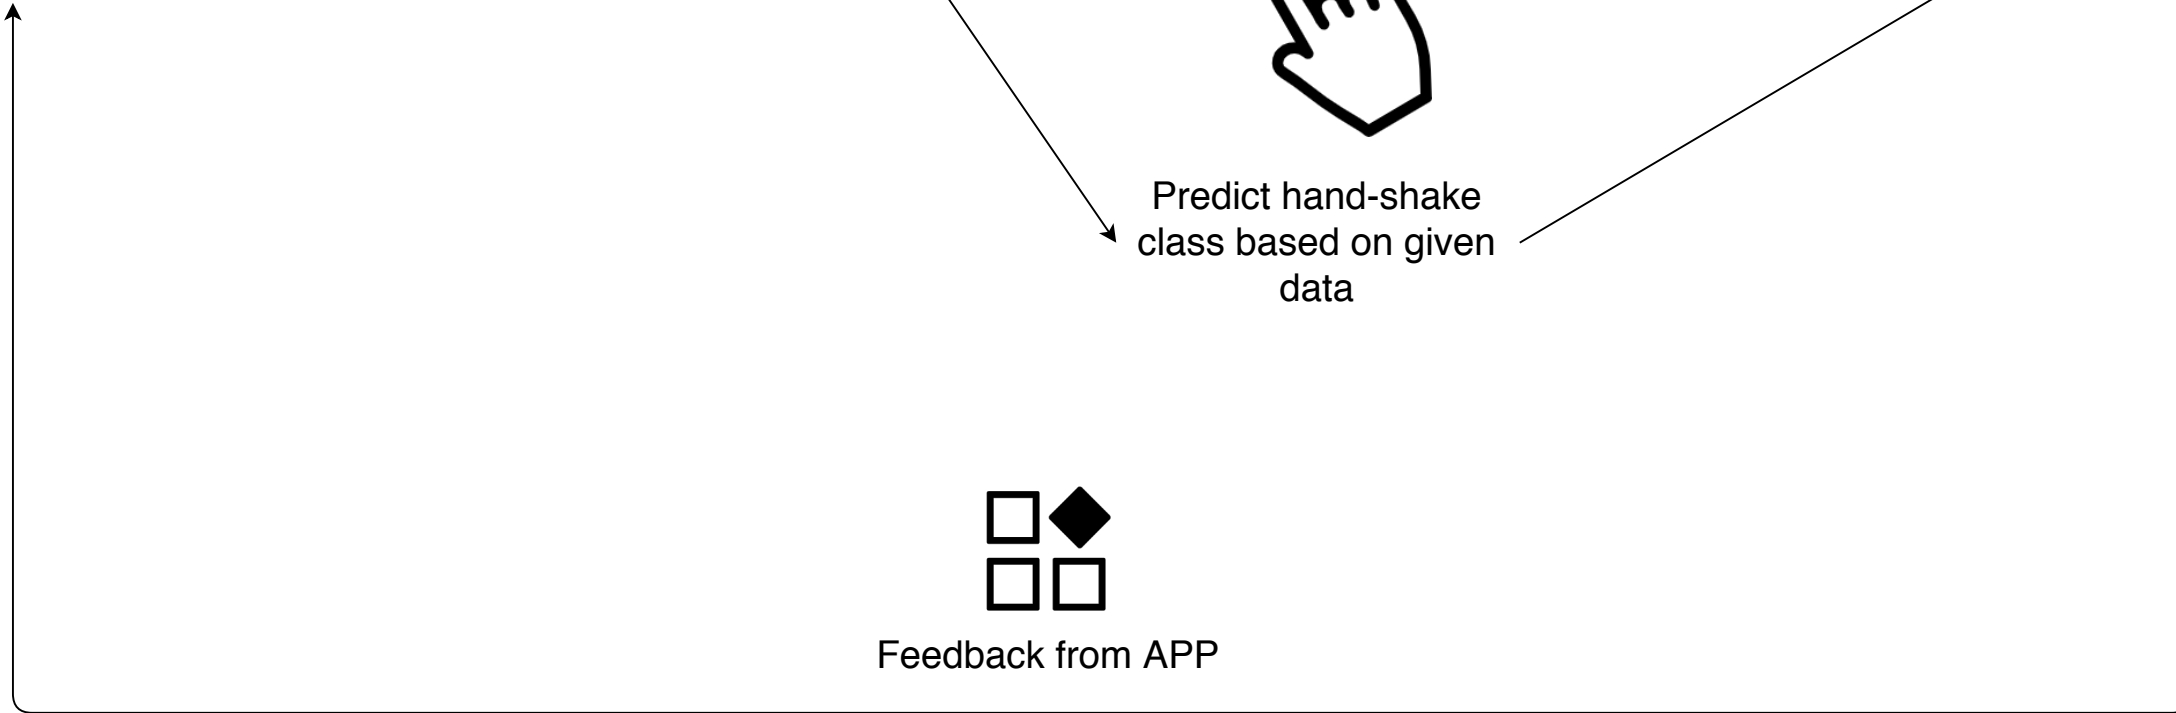 Predict hand-shake
class based on given
data
Feedback from APP